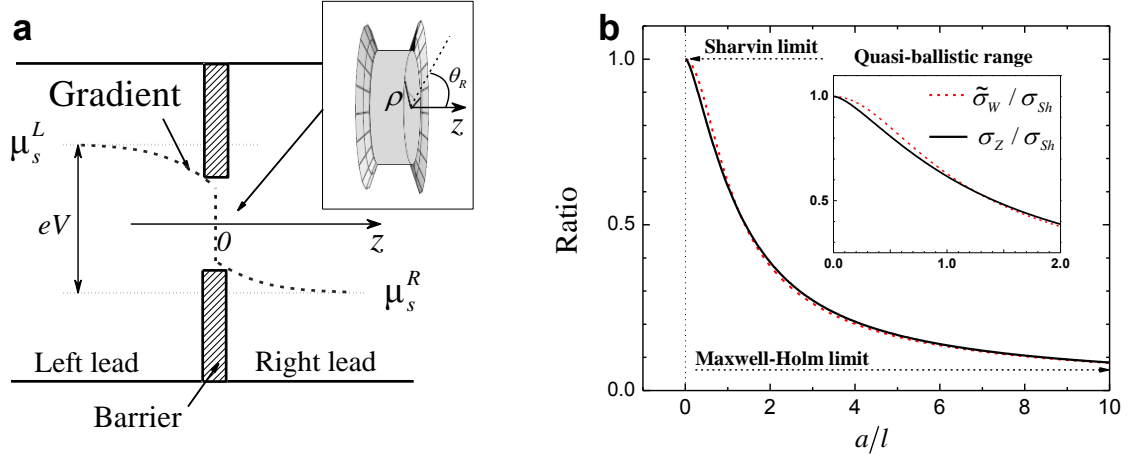 a
Gradient
μ_s^L
eV
0
z
μ_s^R
Left lead
Right lead
Barrier
ρ
θ_R
z
b
Ratio
1.0
0.5
0.0
Sharvin limit
Quasi-ballistic range
σ̃_W / σ_Sh
σ_Z / σ_Sh
1.0
0.5
0.0
1.0
2.0
Maxwell-Holm limit
0 2 4 6 8 10
a/l